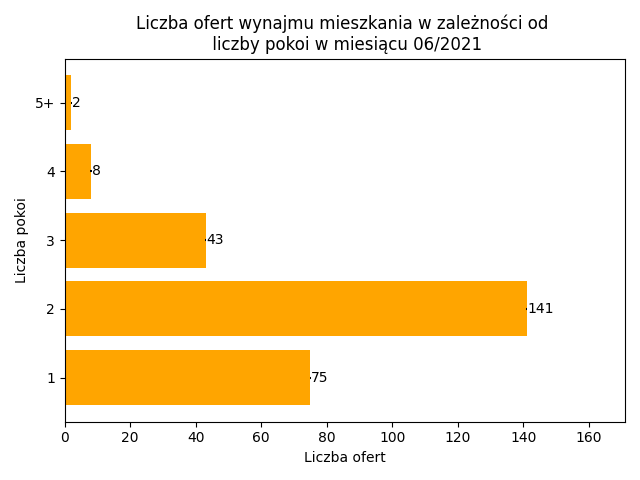 Liczba ofert wynajmu mieszkania w zależności od
liczby pokoi w miesiącu 06/2021
5+
2
4
8
Liczba pokoi
3
43
2
141
1
75
0 20 40 60 80 100 120 140 160
Liczba ofert